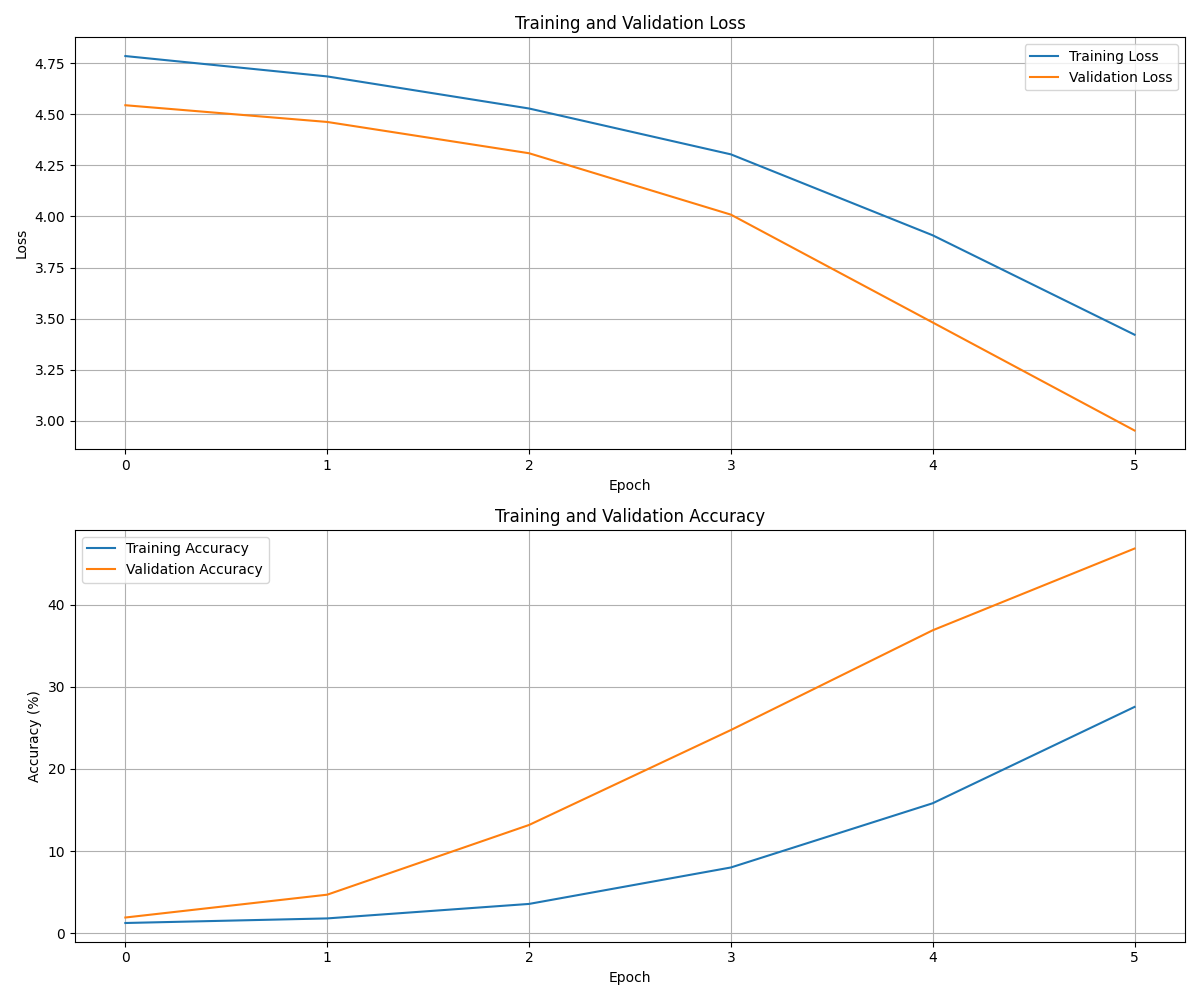 Training and Validation Loss
Training Loss
Validation Loss
4.75
4.50
4.25
4.00
3.75
3.50
3.25
3.00
Loss
0 1 2 3 4 5
Epoch
Training and Validation Accuracy
Training Accuracy
Validation Accuracy
40
30
20
10
0
Accuracy (%)
0 1 2 3 4 5
Epoch